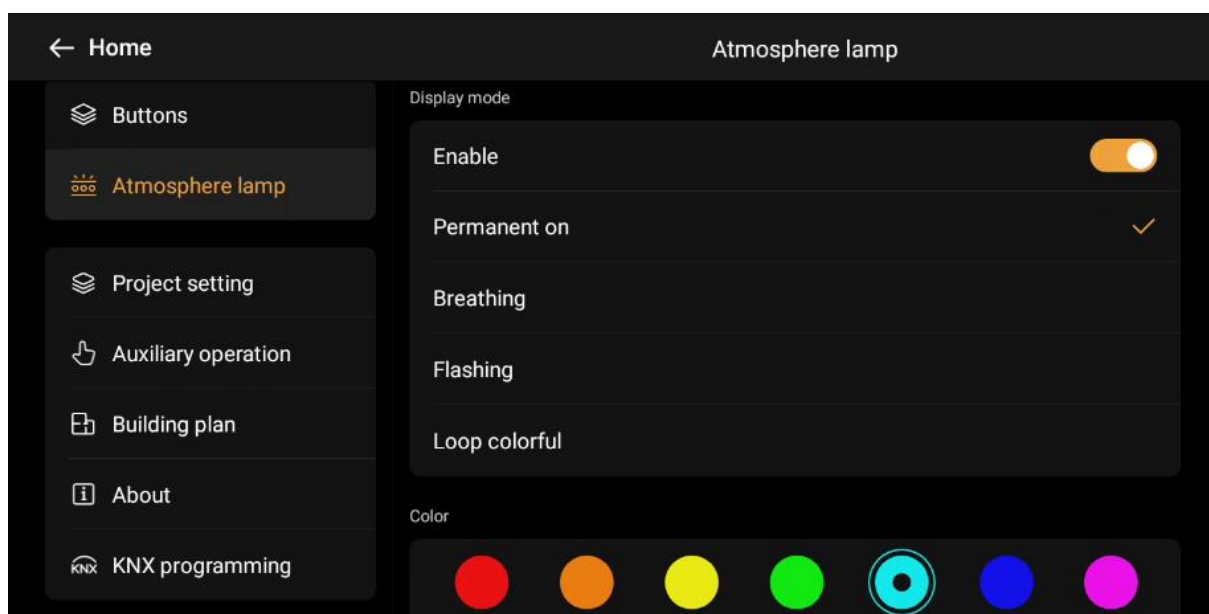 Home
Atmosphere lamp
Buttons
Atmosphere lamp
Project setting
Auxiliary operation
Building plan
i About
KNX KNX programming
Display mode
Enable
Permanent on
Breathing
Flashing
Loop colorful
Color